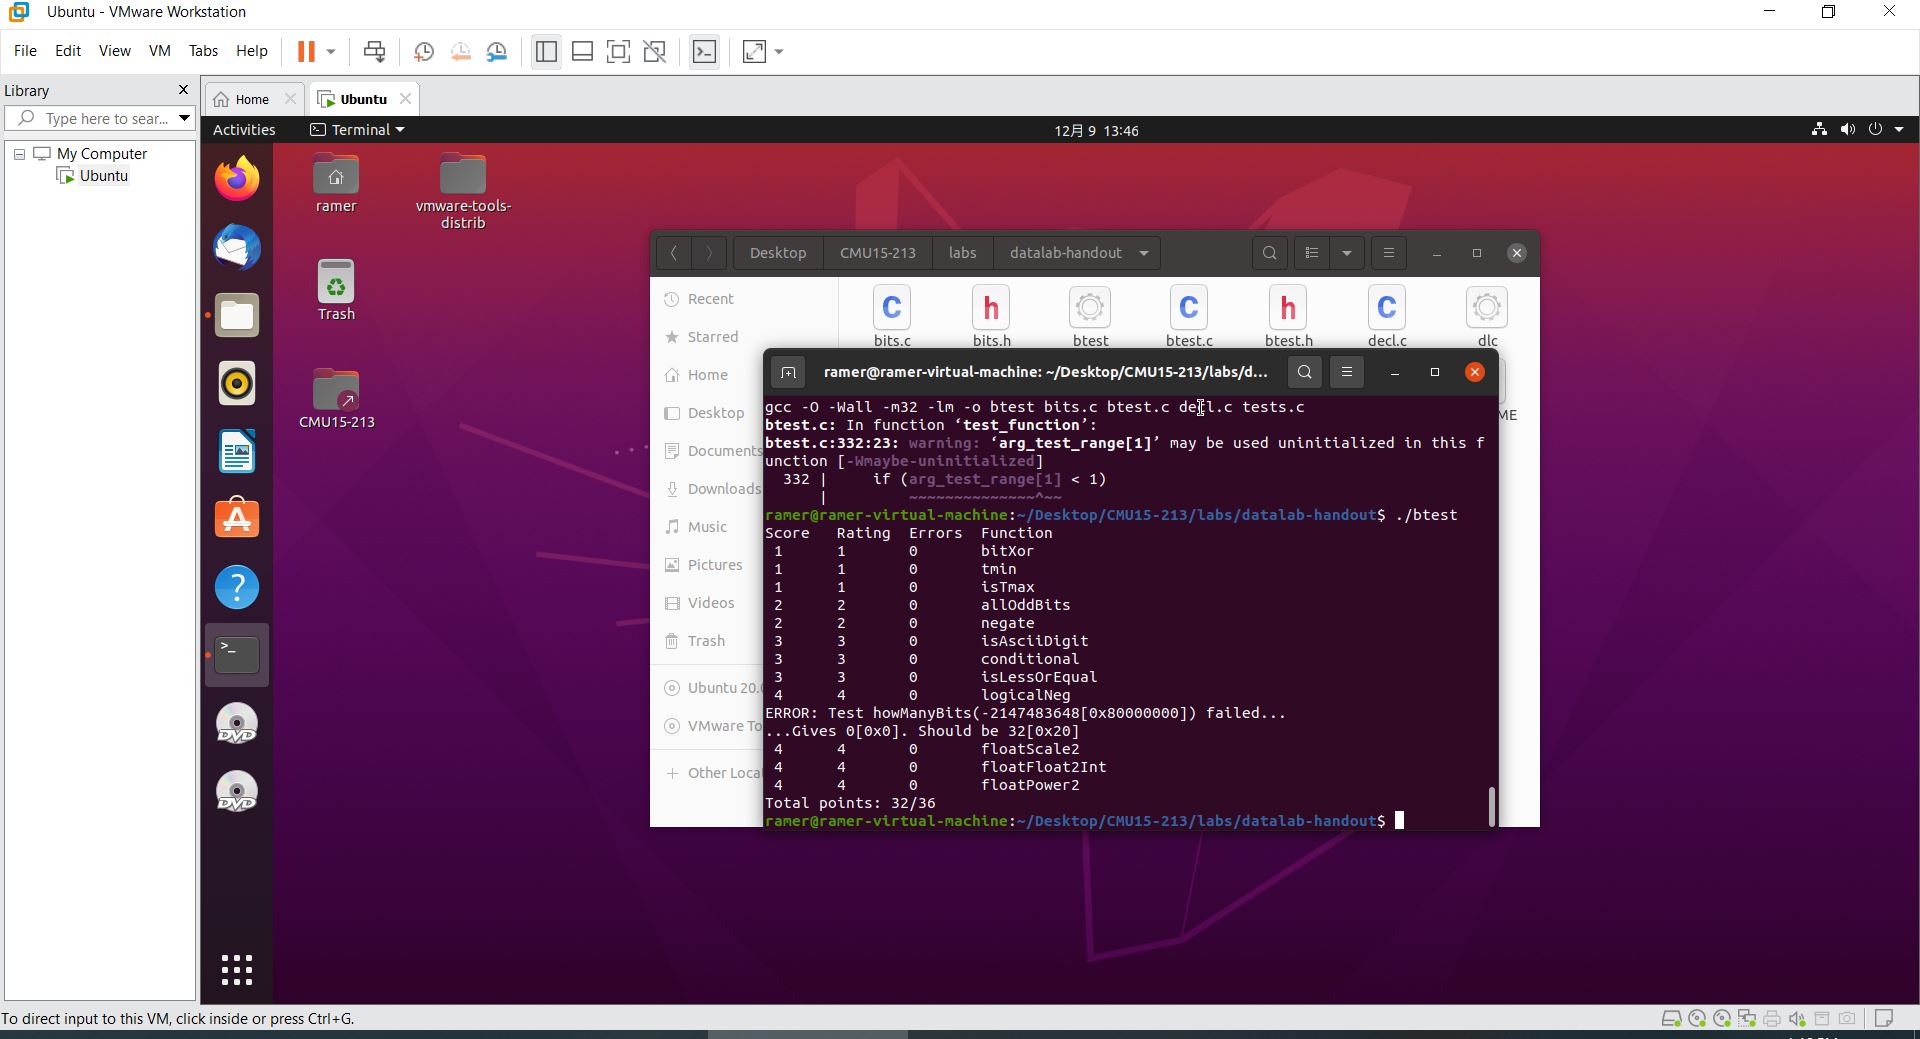 Ubuntu - VMware Workstation
File Edit View VM Tabs Help
Library
Type here to sear...
My Computer
Ubuntu
Home
Ubuntu
Activities
Terminal
12月 9 13:46
ramer
vmware-tools-
distrib
Trash
CMU15-213
Desktop CMU15-213 labs datalab-handout
Recent
Starred
Home
Desktop
Documents
Downloads
Music
Pictures
Videos
Trash
Ubuntu 20.0
VMware To
Other Loca
bits.c bits.h btest btest.c btest.h decl.c dlc
ME
ramer@ramer-virtual-machine: ~/Desktop/CMU15-213/labs/d...
gcc -O -Wall -m32 -lm -o btest bits.c btest.c decl.c tests.c
btest.c: In function ‘test_function’:
btest.c:332:23: warning: ‘arg_test_range[1]’ may be used uninitialized in this f
unction [-Wmaybe-uninitialized]
332 | if (arg_test_range[1] < 1)
| ~~~~~~~~~~~~~~^~~
ramer@ramer-virtual-machine:~/Desktop/CMU15-213/labs/datalab-handout$ ./btest
Score Rating Errors Function
1 1 0 bitXor
1 1 0 tmin
1 1 0 isTmax
2 2 0 allOddBits
2 2 0 negate
3 3 0 isAsciiDigit
3 3 0 conditional
3 3 0 isLessOrEqual
4 4 0 logicalNeg
ERROR: Test howManyBits(-2147483648[0x80000000]) failed...
...Gives 0[0x0]. Should be 32[0x20]
4 4 0 floatScale2
4 4 0 floatFloat2Int
4 4 0 floatPower2
Total points: 32/36
ramer@ramer-virtual-machine:~/Desktop/CMU15-213/labs/datalab-handout$
DVD
DVD
To direct input to this VM, click inside or press Ctrl+G.